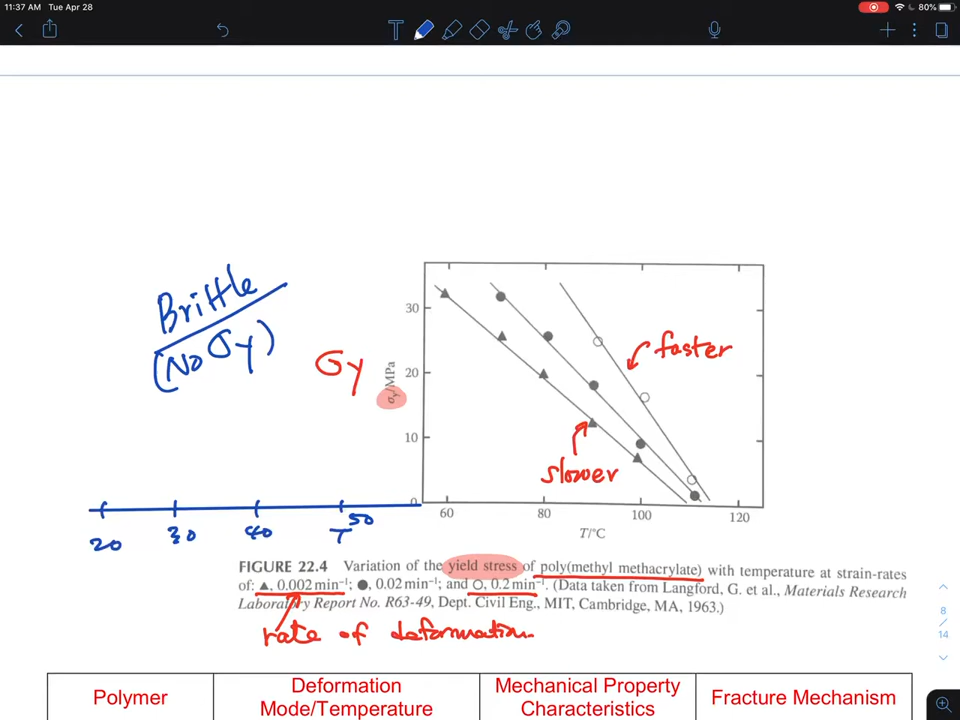 11:37 AM Tue Apr 28
80%
Brittle
(No σy)
σy
σy/MPa
30
20
10
0
faster
slower
60 80 100 120
T/°C
20 30 40 50
T
FIGURE 22.4 Variation of the yield stress of poly(methyl methacrylate) with temperature at strain-rates
of: ▲, 0.002 min⁻¹; ●, 0.02 min⁻¹; and ○, 0.2 min⁻¹. (Data taken from Langford, G. et al., Materials Research
Laboratory Report No. R63-49, Dept. Civil Eng., MIT, Cambridge, MA, 1963.)
rate of deformation
8
/
14
Polymer
Deformation
Mode/Temperature
Mechanical Property
Characteristics
Fracture Mechanism